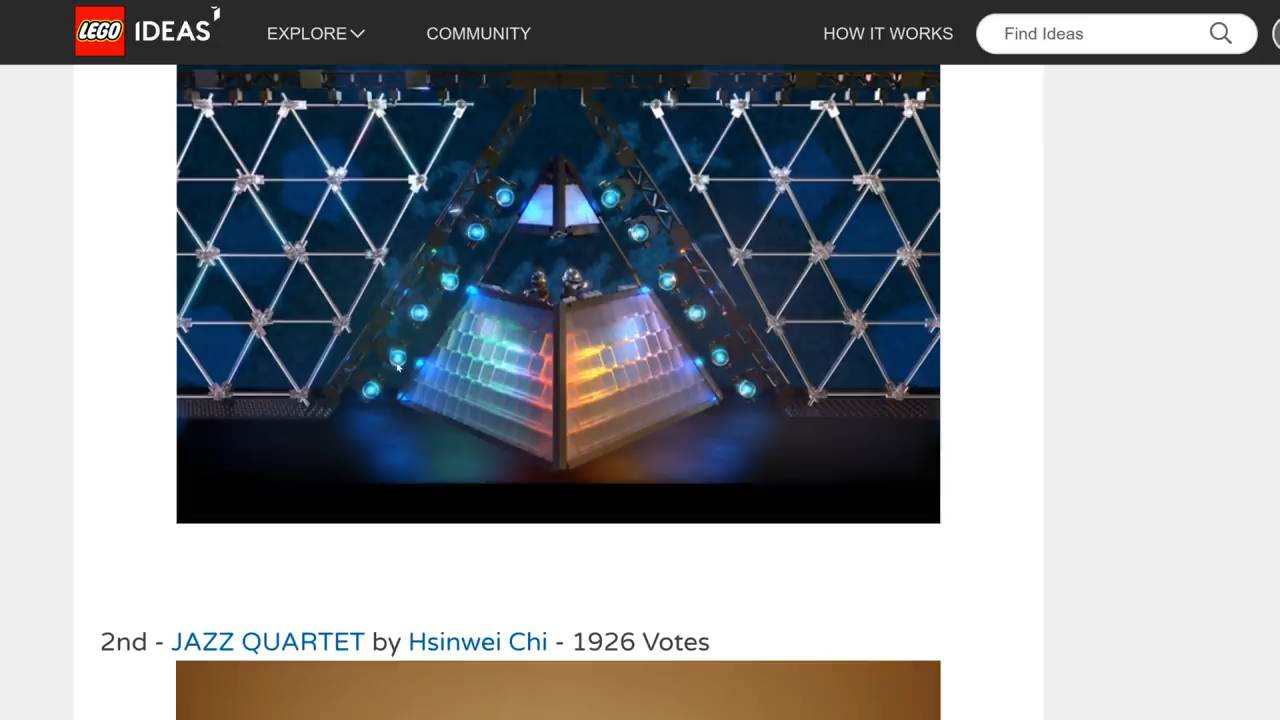 LEGO IDEAS
EXPLORE
COMMUNITY
HOW IT WORKS
Find Ideas
2nd - JAZZ QUARTET by Hsinwei Chi - 1926 Votes